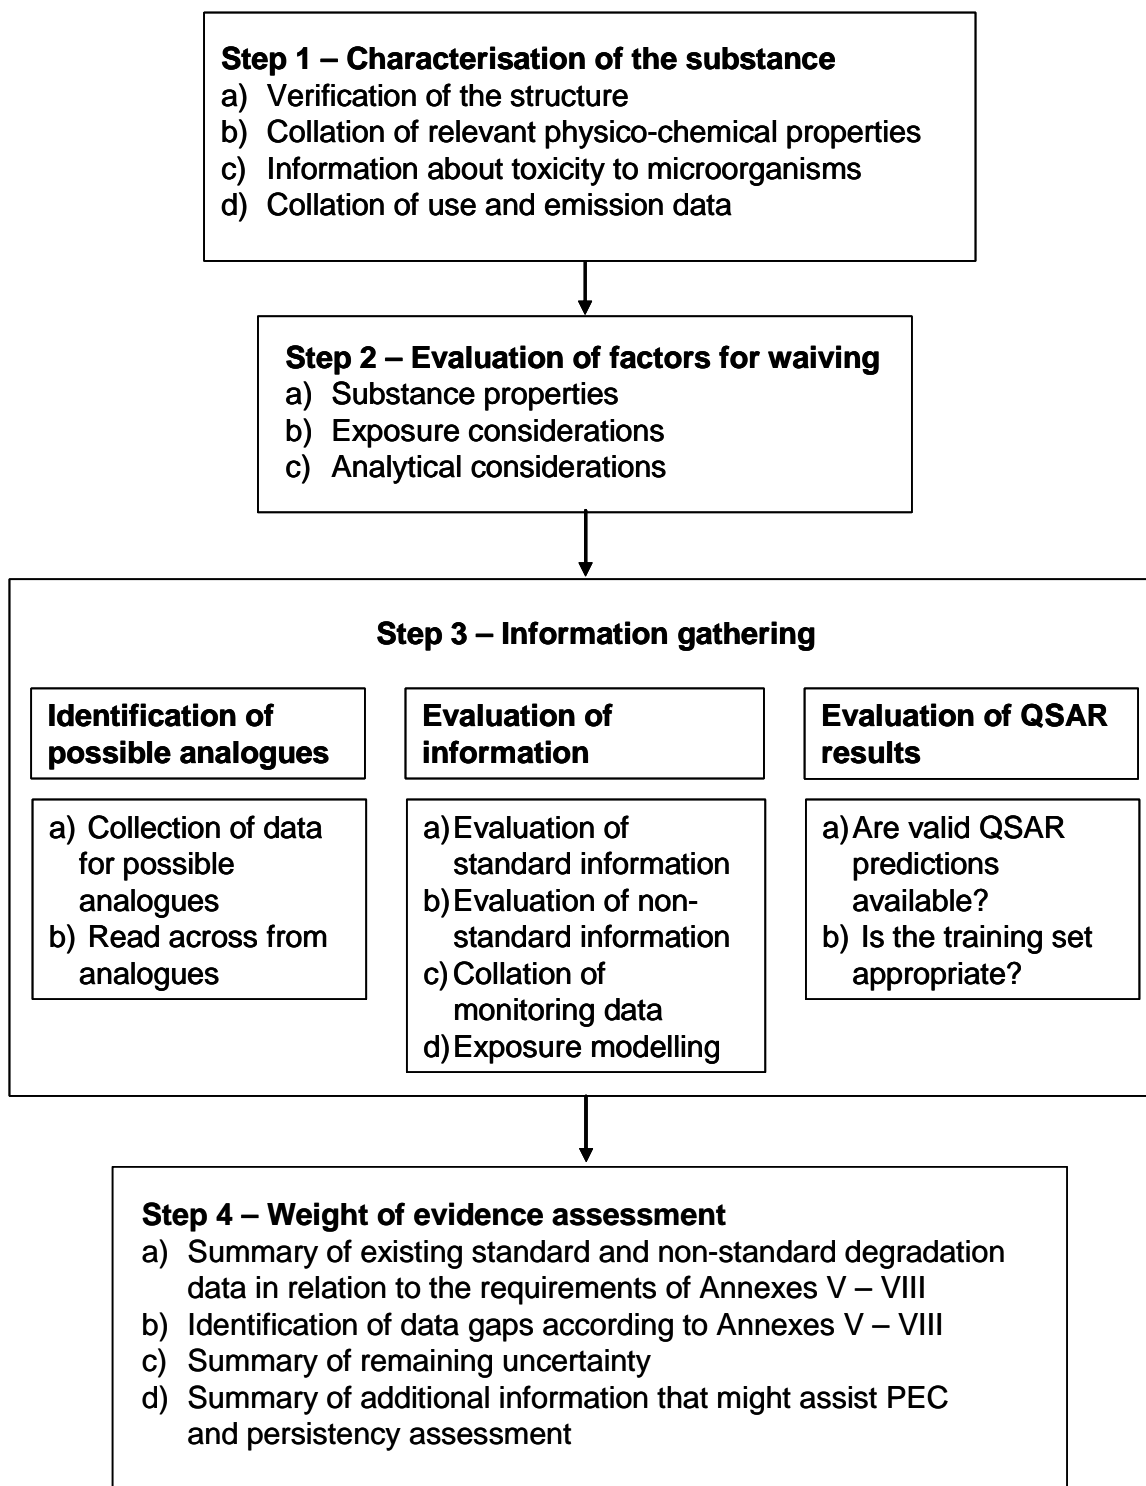 Step 1 – Characterisation of the substance
a) Verification of the structure
b) Collation of relevant physico-chemical properties
c) Information about toxicity to microorganisms
d) Collation of use and emission data
Step 2 – Evaluation of factors for waiving
a) Substance properties
b) Exposure considerations
c) Analytical considerations
Step 3 – Information gathering
Identification of
possible analogues
a) Collection of data
for possible
analogues
b) Read across from
analogues
Evaluation of
information
a) Evaluation of
standard information
b) Evaluation of non-
standard information
c) Collation of
monitoring data
d) Exposure modelling
Evaluation of QSAR
results
a) Are valid QSAR
predictions
available?
b) Is the training set
appropriate?
Step 4 – Weight of evidence assessment
a) Summary of existing standard and non-standard degradation
data in relation to the requirements of Annexes V – VIII
b) Identification of data gaps according to Annexes V – VIII
c) Summary of remaining uncertainty
d) Summary of additional information that might assist PEC
and persistency assessment